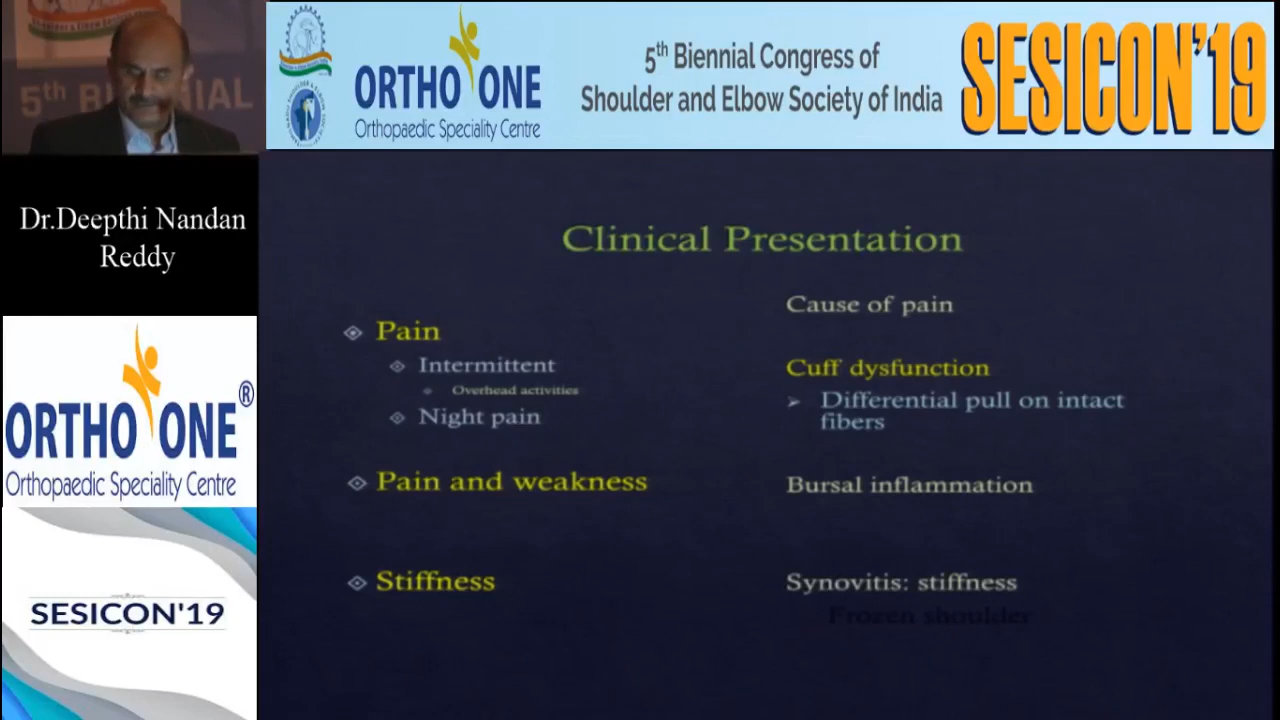 5th BIENNIAL
ORTHO ONE
Orthopaedic Speciality Centre
5th Biennial Congress of
Shoulder and Elbow Society of India
SESICON'19
Dr.Deepthi Nandan
Reddy
ORTHO ONE®
Orthopaedic Speciality Centre
SESICON'19
Clinical Presentation
Pain
Intermittent
Overhead activities
Night pain
Pain and weakness
Stiffness
Cause of pain
Cuff dysfunction
Differential pull on intact
fibers
Bursal inflammation
Synovitis: stiffness
Frozen shoulder